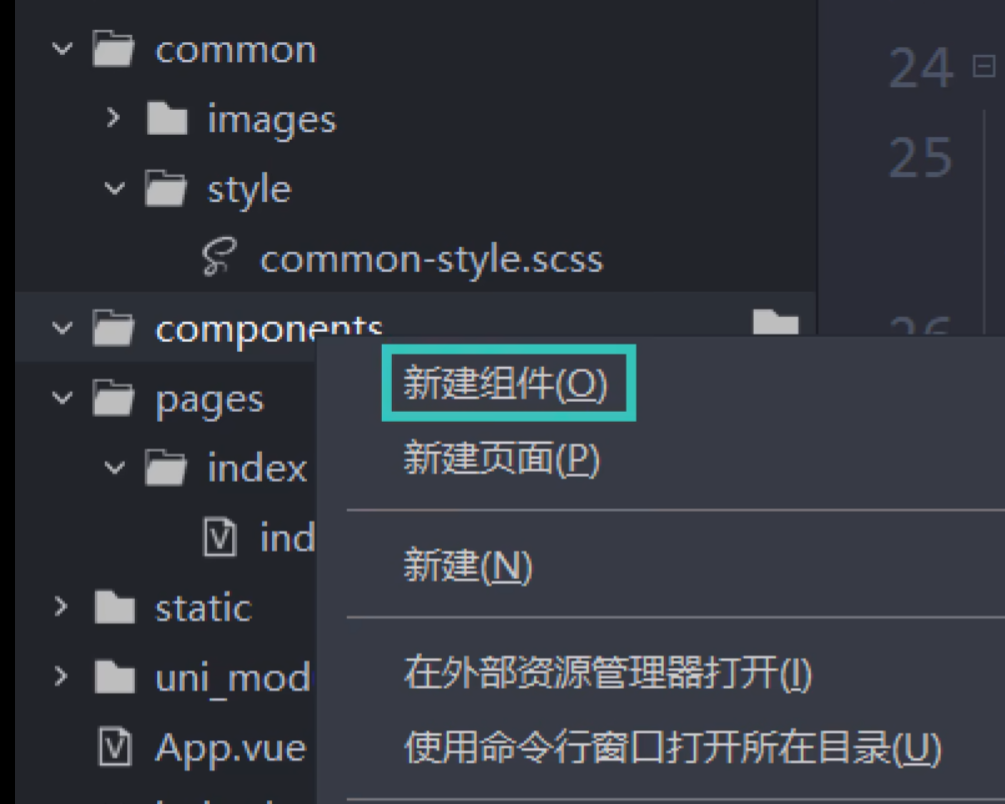 common
24
images
25
style
common-style.scss
components
26
新建组件(O)
pages
新建页面(P)
index
ind
新建(N)
static
在外部资源管理器打开(I)
uni_mod
App.vue
使用命令行窗口打开所在目录(U)